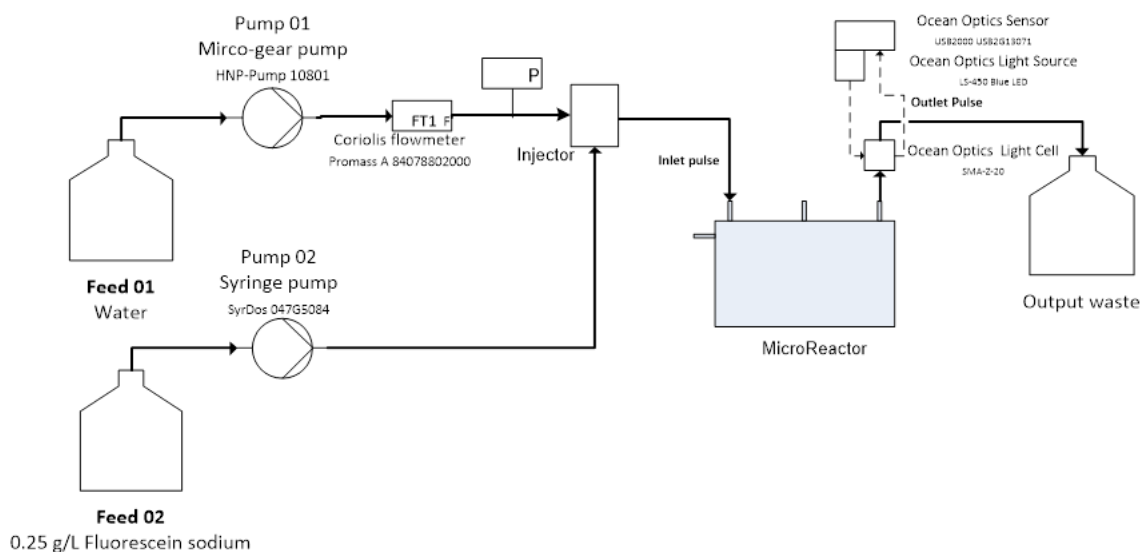 Pump 01
Mirco-gear pump
HNP-Pump 10801
P
FT1 F
Coriolis flowmeter
Promass A 84078802000
Injector
Inlet pulse
Ocean Optics Sensor
USB2000 USB2G13071
Ocean Optics Light Source
LS-450 Blue LED
Outlet Pulse
Ocean Optics Light Cell
SMA-Z-20
Feed 01
Water
Pump 02
Syringe pump
SyrDos 047G5084
MicroReactor
Output waste
Feed 02
0.25 g/L Fluorescein sodium